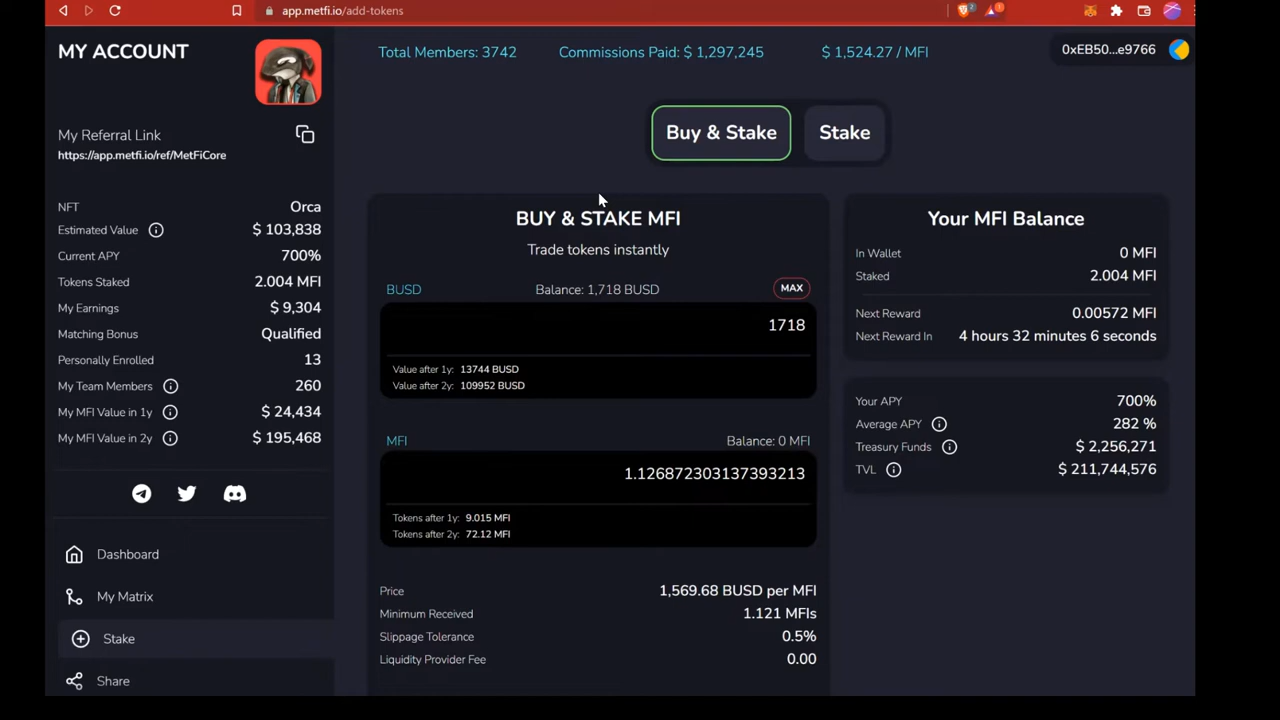 app.metfi.io/add-tokens
2
1
MY ACCOUNT
My Referral Link
https://app.metfi.io/ref/MetFiCore
NFT Orca
Estimated Value $ 103,838
Current APY 700%
Tokens Staked 2.004 MFI
My Earnings $ 9,304
Matching Bonus Qualified
Personally Enrolled 13
My Team Members 260
My MFI Value in 1y $ 24,434
My MFI Value in 2y $ 195,468
Dashboard
My Matrix
Stake
Share
Total Members: 3742 Commissions Paid: $ 1,297,245 $ 1,524.27 / MFI
0xEB50...e9766
Buy & Stake Stake
BUY & STAKE MFI
Trade tokens instantly
BUSD Balance: 1,718 BUSD MAX
1718
Value after 1y: 13744 BUSD
Value after 2y: 109952 BUSD
MFI Balance: 0 MFI
1.126872303137393213
Tokens after 1y: 9.015 MFI
Tokens after 2y: 72.12 MFI
Price 1,569.68 BUSD per MFI
Minimum Received 1.121 MFIs
Slippage Tolerance 0.5%
Liquidity Provider Fee 0.00
Your MFI Balance
In Wallet 0 MFI
Staked 2.004 MFI
Next Reward 0.00572 MFI
Next Reward In 4 hours 32 minutes 6 seconds
Your APY 700%
Average APY 282 %
Treasury Funds $ 2,256,271
TVL $ 211,744,576